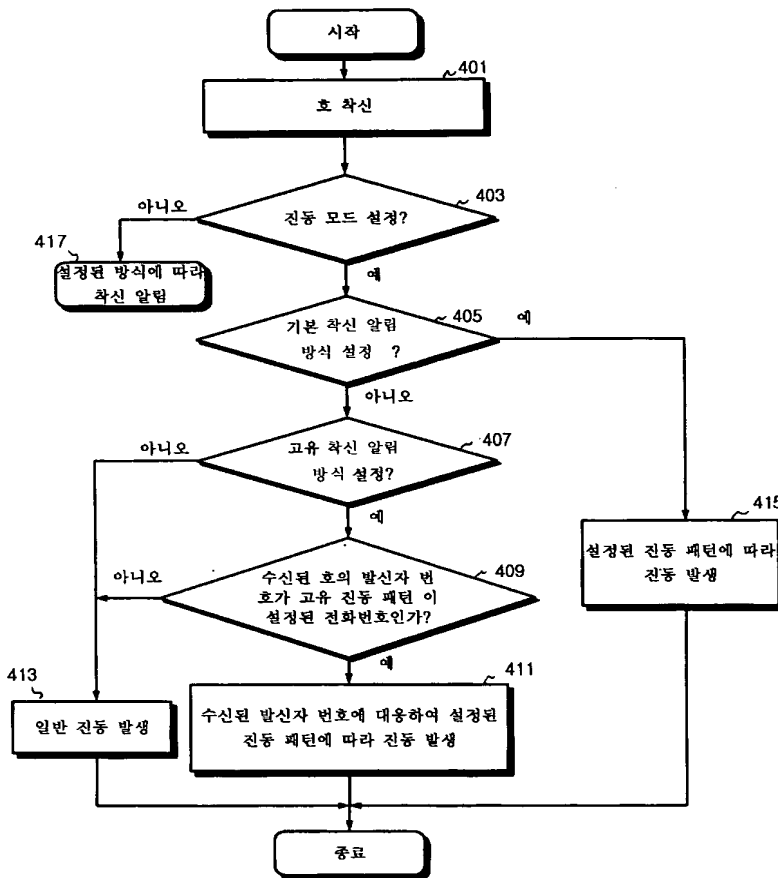 시작
401
호 착신
403
진동 모드 설정?
아니오
417
설정된 방식에 따라
착신 알림
예
405
예
기본 착신 알림
방식 설정 ?
아니오
407
아니오
고유 착신 알림
방식 설정?
예
415
설정된 진동 패턴에 따라
진동 발생
409
아니오
수신된 호의 발신자 번
호가 고유 진동 패턴 이
설정된 전화번호인가?
예
413
일반 진동 발생
411
수신된 발신자 번호에 대응하여 설정된
진동 패턴에 따라 진동 발생
종료